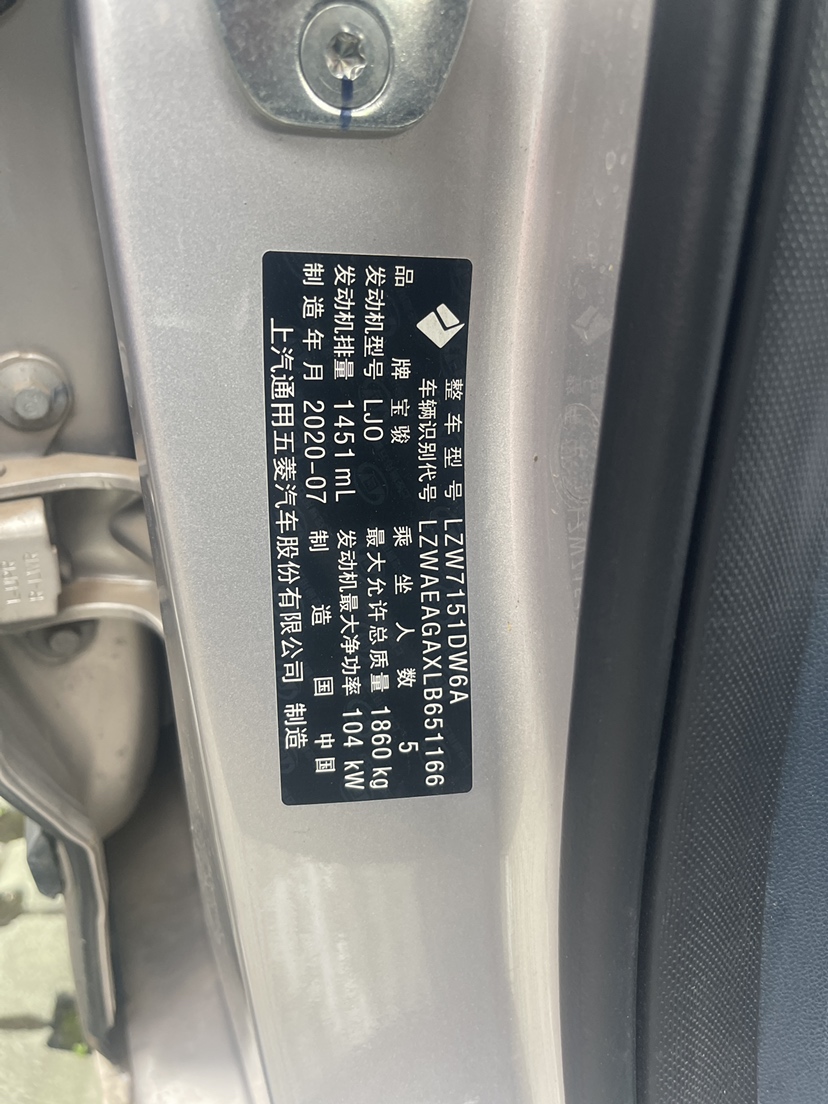 整车型号 LZW7151DW6A
车辆识别代号 LZWAEAGAXLB651166
品牌 宝骏 乘坐人数 5
发动机型号 LJO 最大允许总质量 1860 kg
发动机排量 1451 mL 发动机最大净功率 104 kW
制造年月 2020-07 制造国 中国
上汽通用五菱汽车股份有限公司 制造